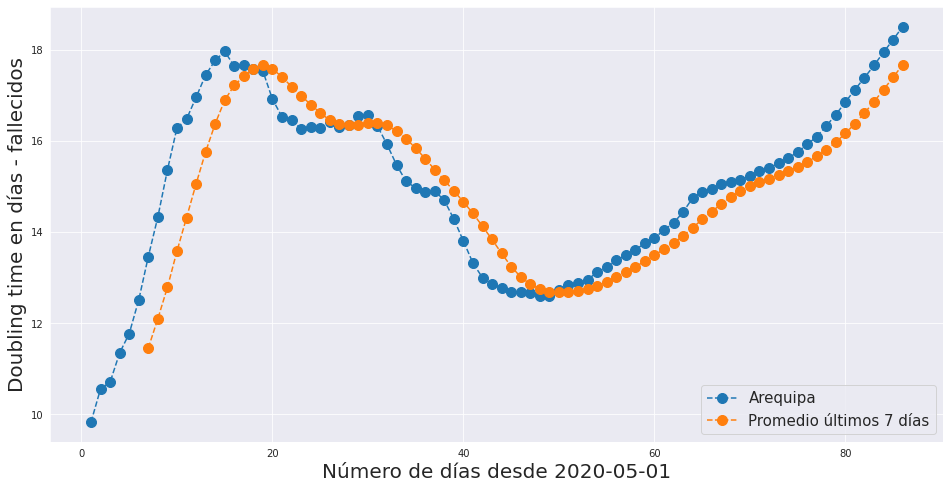 Doubling time en días - fallecidos
18
16
14
12
10
0
20
40
60
80
Número de días desde 2020-05-01
Arequipa
Promedio últimos 7 días